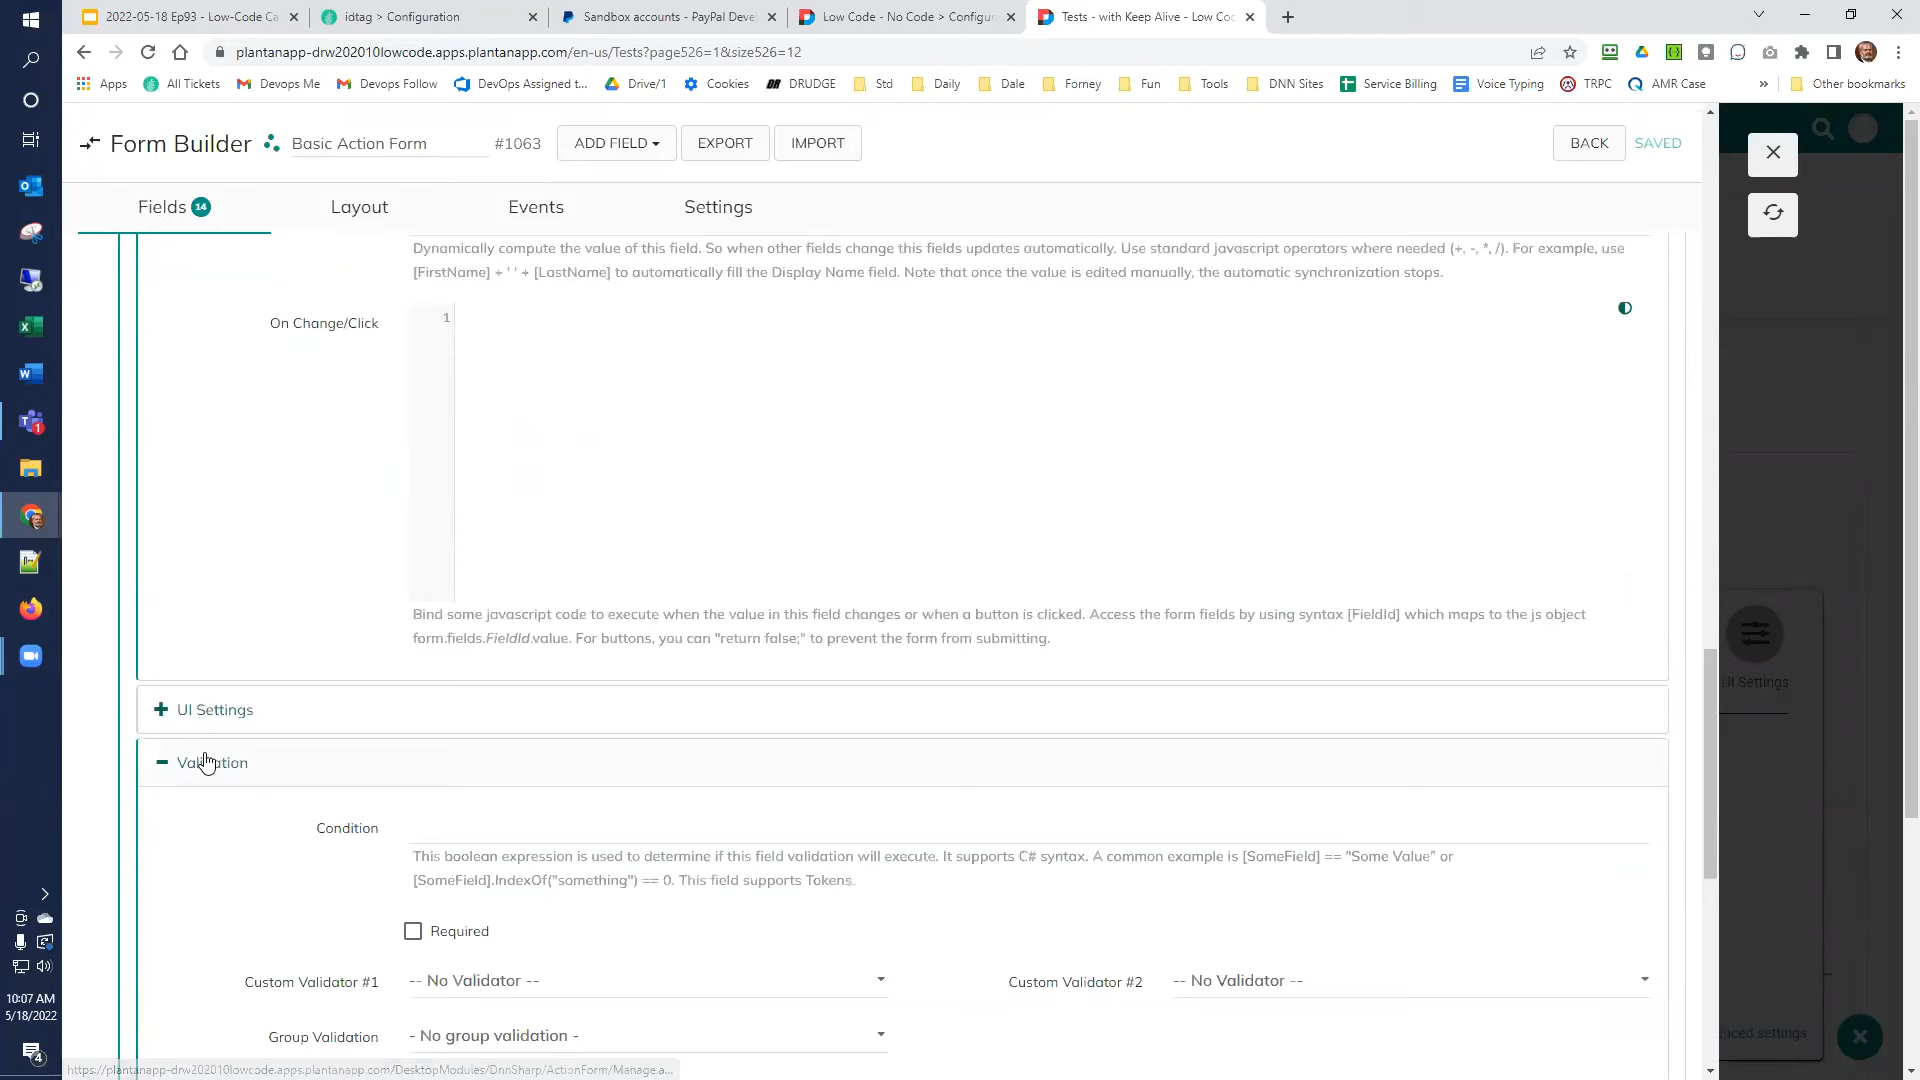 2022-05-18 Ep93 - Low-Code Ca
idtag > Configuration
Sandbox accounts - PayPal Deve
Low Code - No Code > Configur
Tests - with Keep Alive - Low Coc
plantanapp-drw202010lowcode.apps.plantanapp.com/en-us/Tests?page526=1&size526=12
Apps All Tickets Devops Me Devops Follow DevOps Assigned t... Drive/1 Cookies DRUDGE Std Daily Dale Forney Fun Tools DNN Sites Service Billing Voice Typing TRPC AMR Case » Other bookmarks
Form Builder Basic Action Form #1063 ADD FIELD EXPORT IMPORT BACK SAVED
Fields 14 Layout Events Settings
Dynamically compute the value of this field. So when other fields change this fields updates automatically. Use standard javascript operators where needed (+, -, *, /). For example, use
[FirstName] + ' ' + [LastName] to automatically fill the Display Name field. Note that once the value is edited manually, the automatic synchronization stops.
On Change/Click 1
Bind some javascript code to execute when the value in this field changes or when a button is clicked. Access the form fields by using syntax [FieldId] which maps to the js object
form.fields.FieldId.value. For buttons, you can "return false;" to prevent the form from submitting.
UI Settings
UI Settings
Validation
Condition
This boolean expression is used to determine if this field validation will execute. It supports C# syntax. A common example is [SomeField] == "Some Value" or
[SomeField].IndexOf("something") == 0. This field supports Tokens.
Required
Custom Validator #1 -- No Validator -- Custom Validator #2 -- No Validator --
Group Validation - No group validation -
nced settings
10:07 AM
5/18/2022
4
https://plantanapp-drw202010lowcode.apps.plantanapp.com/DesktopModules/DnnSharp/ActionForm/Manage.a...